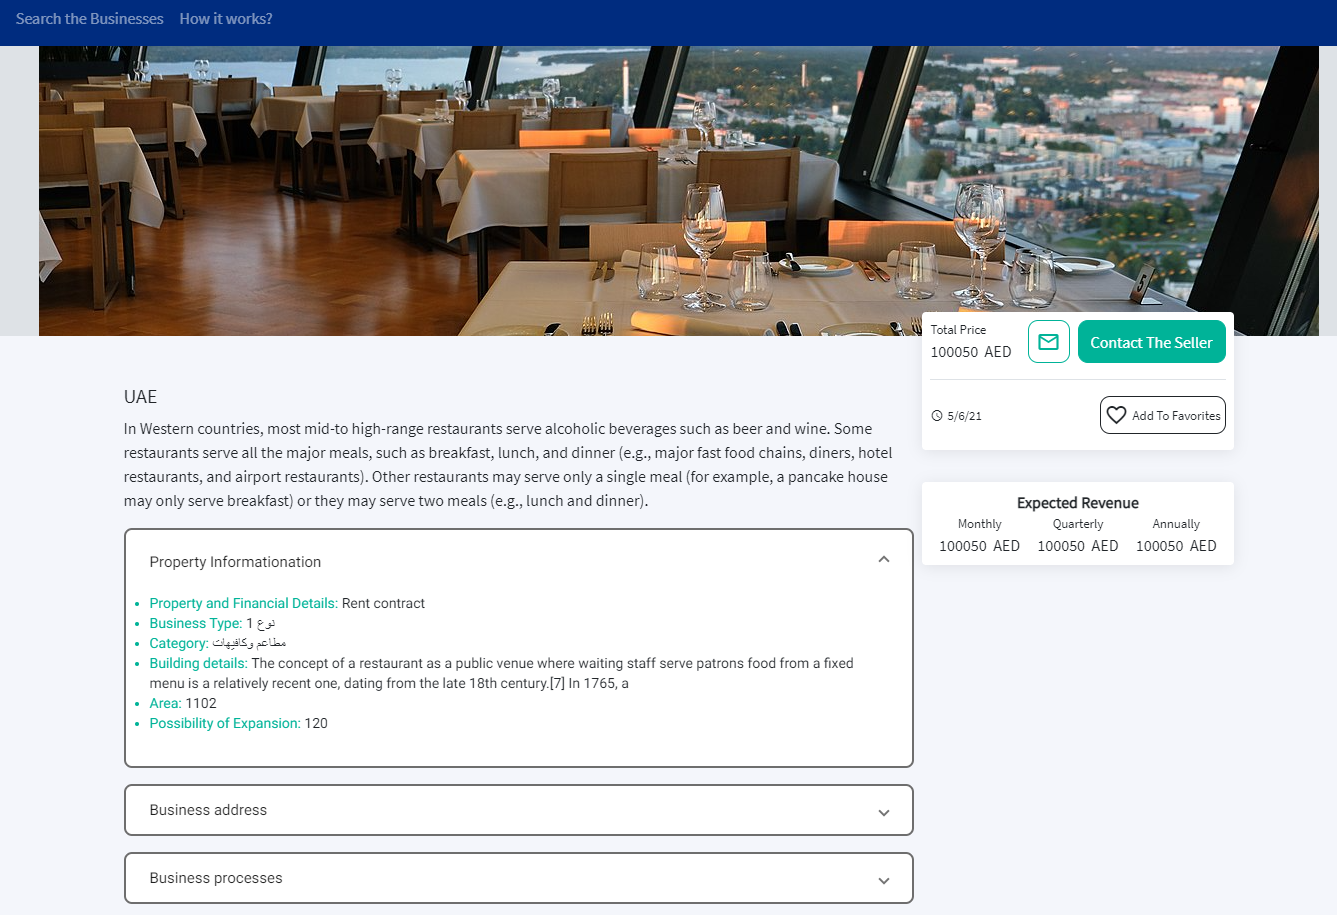 Search the Businesses How it works?
5
Total Price
100050 AED
Contact The Seller
5/6/21
Add To Favorites
UAE
In Western countries, most mid-to high-range restaurants serve alcoholic beverages such as beer and wine. Some
restaurants serve all the major meals, such as breakfast, lunch, and dinner (e.g., major fast food chains, diners, hotel
restaurants, and airport restaurants). Other restaurants may serve only a single meal (for example, a pancake house
may only serve breakfast) or they may serve two meals (e.g., lunch and dinner).
Expected Revenue
Monthly Quarterly Annually
100050 AED 100050 AED 100050 AED
Property Informationation
Property and Financial Details: Rent contract
Business Type: نوع 1
Category: مطاعم وكافيهات
Building details: The concept of a restaurant as a public venue where waiting staff serve patrons food from a fixed
menu is a relatively recent one, dating from the late 18th century.[7] In 1765, a
Area: 1102
Possibility of Expansion: 120
Business address
Business processes